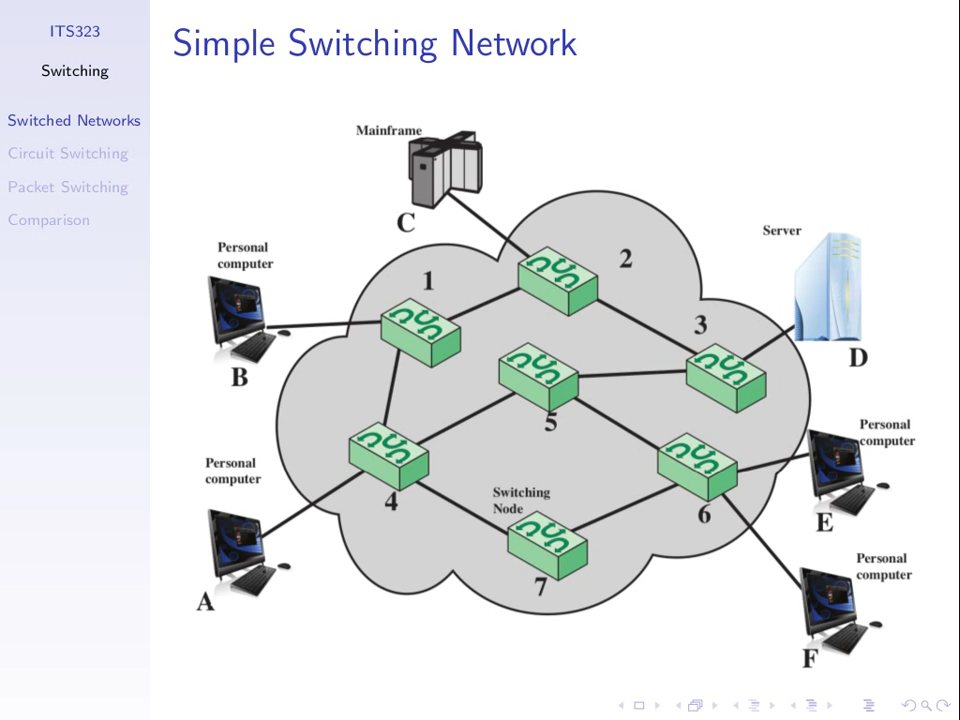 ITS323
Switching
Switched Networks
Circuit Switching
Packet Switching
Comparison
Simple Switching Network
Mainframe
C
2
Server
D
Personal
computer
B
1
3
5
Personal
computer
A
4
Switching
Node
7
6
Personal
computer
E
Personal
computer
F